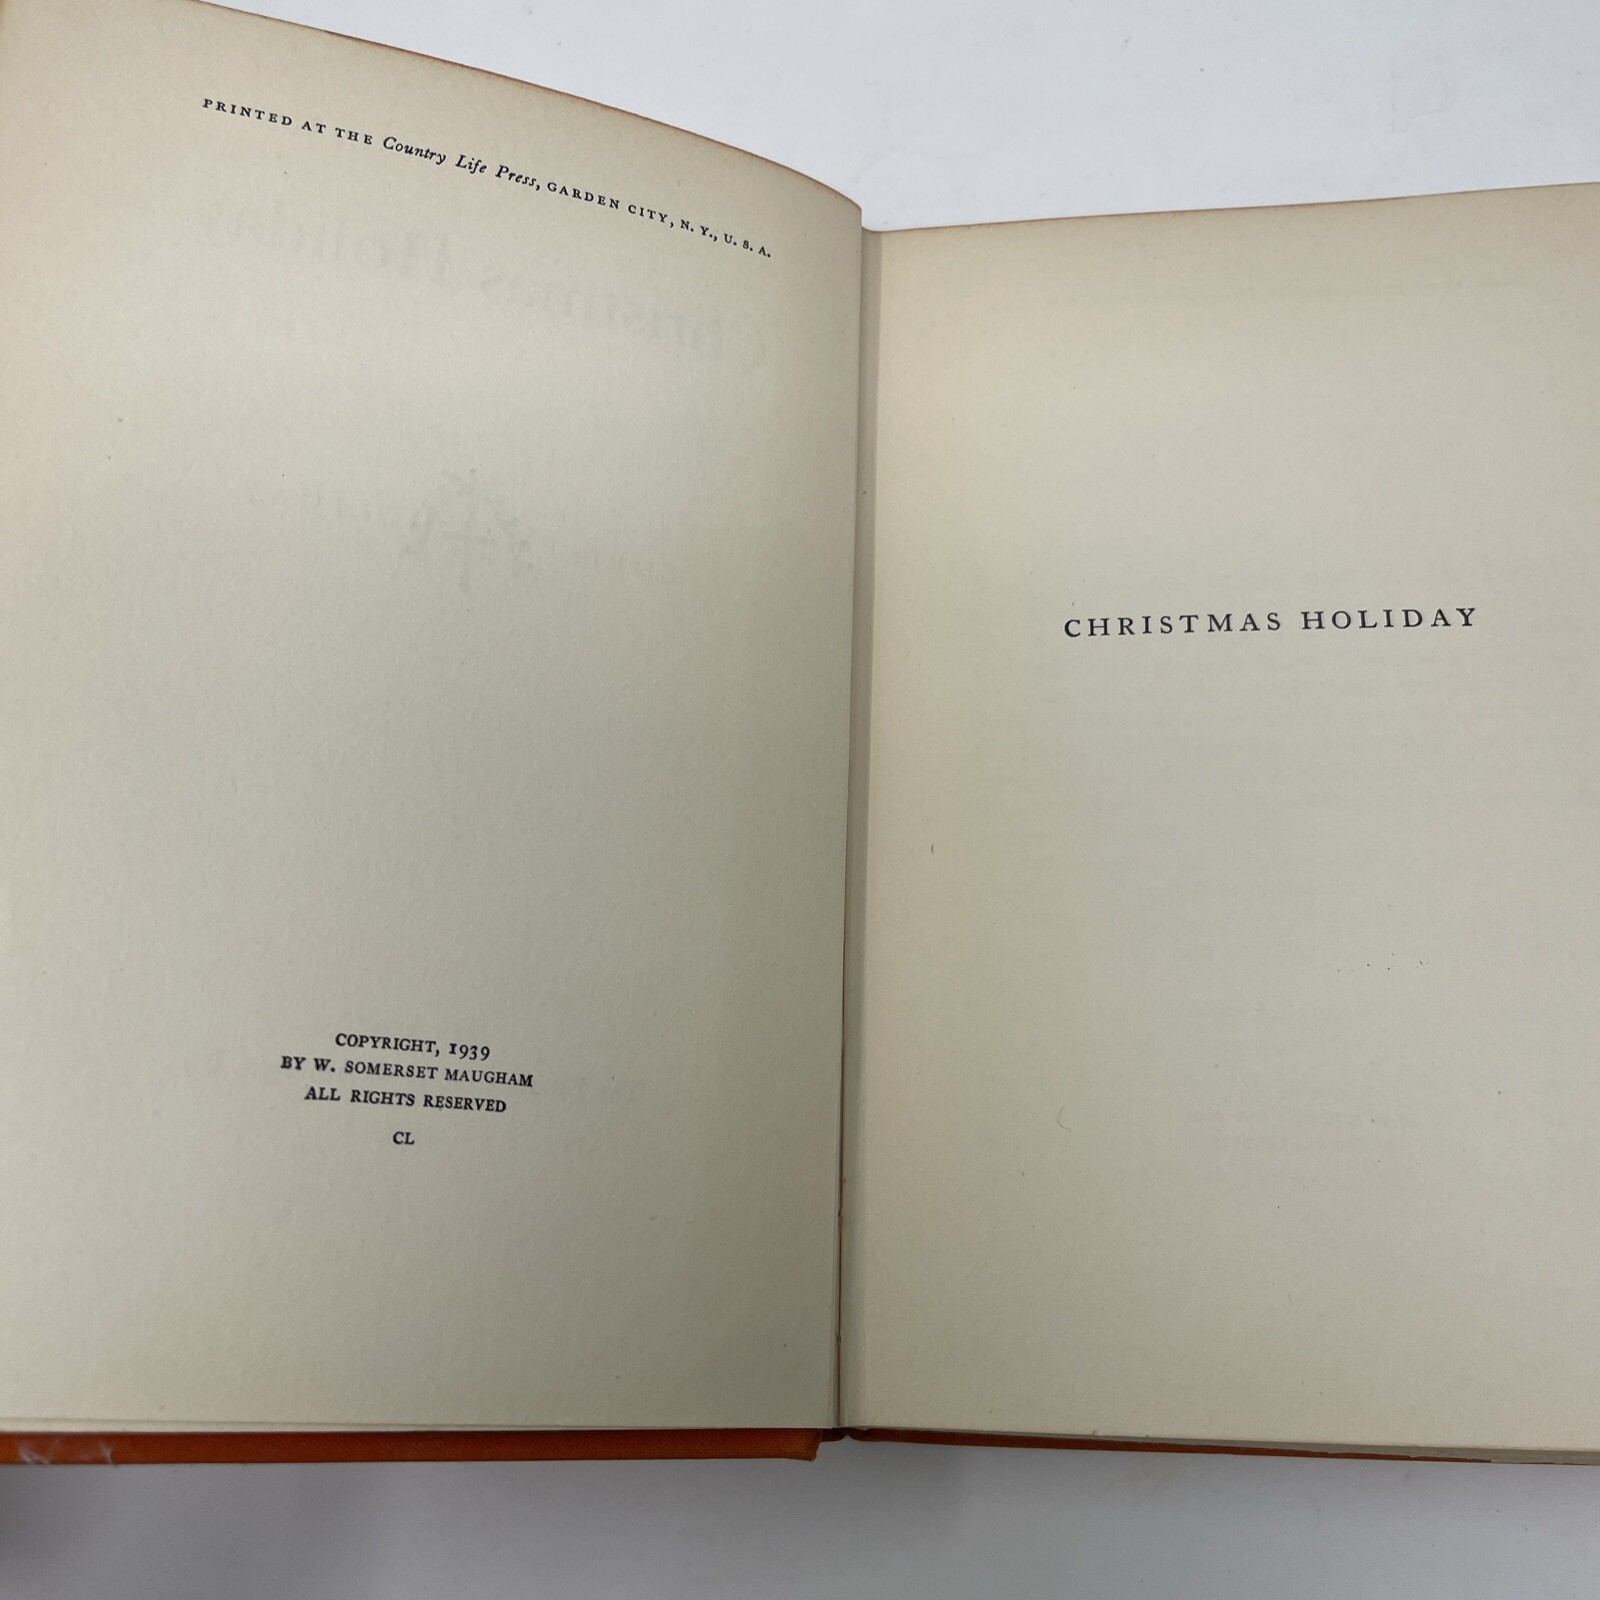 PRINTED AT THE Country Life Press, GARDEN CITY, N. Y., U. S. A.
COPYRIGHT, 1939
BY W. SOMERSET MAUGHAM
ALL RIGHTS RESERVED
CL
CHRISTMAS HOLIDAY